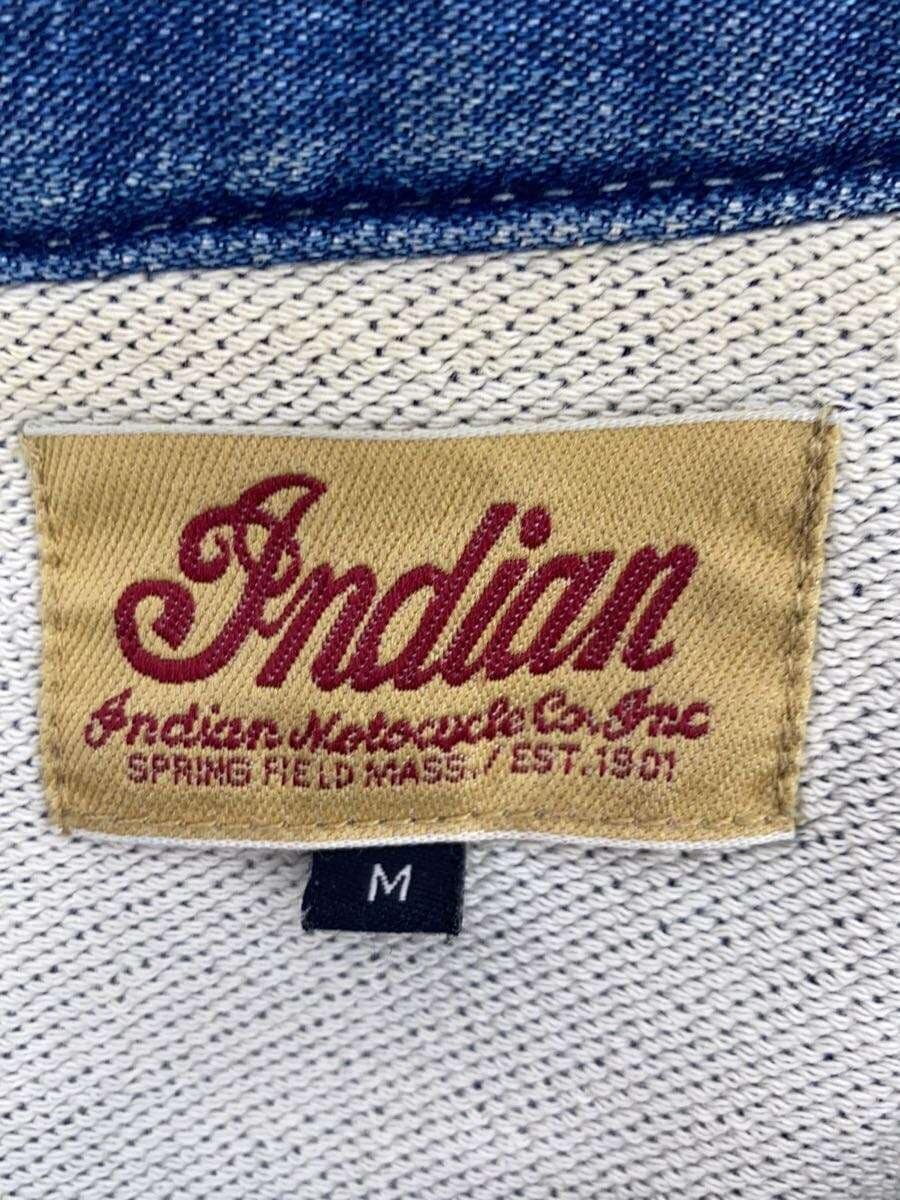 Indian
Indian Motocycle Co. Inc
SPRING FIELD MASS. / EST. 1901
M